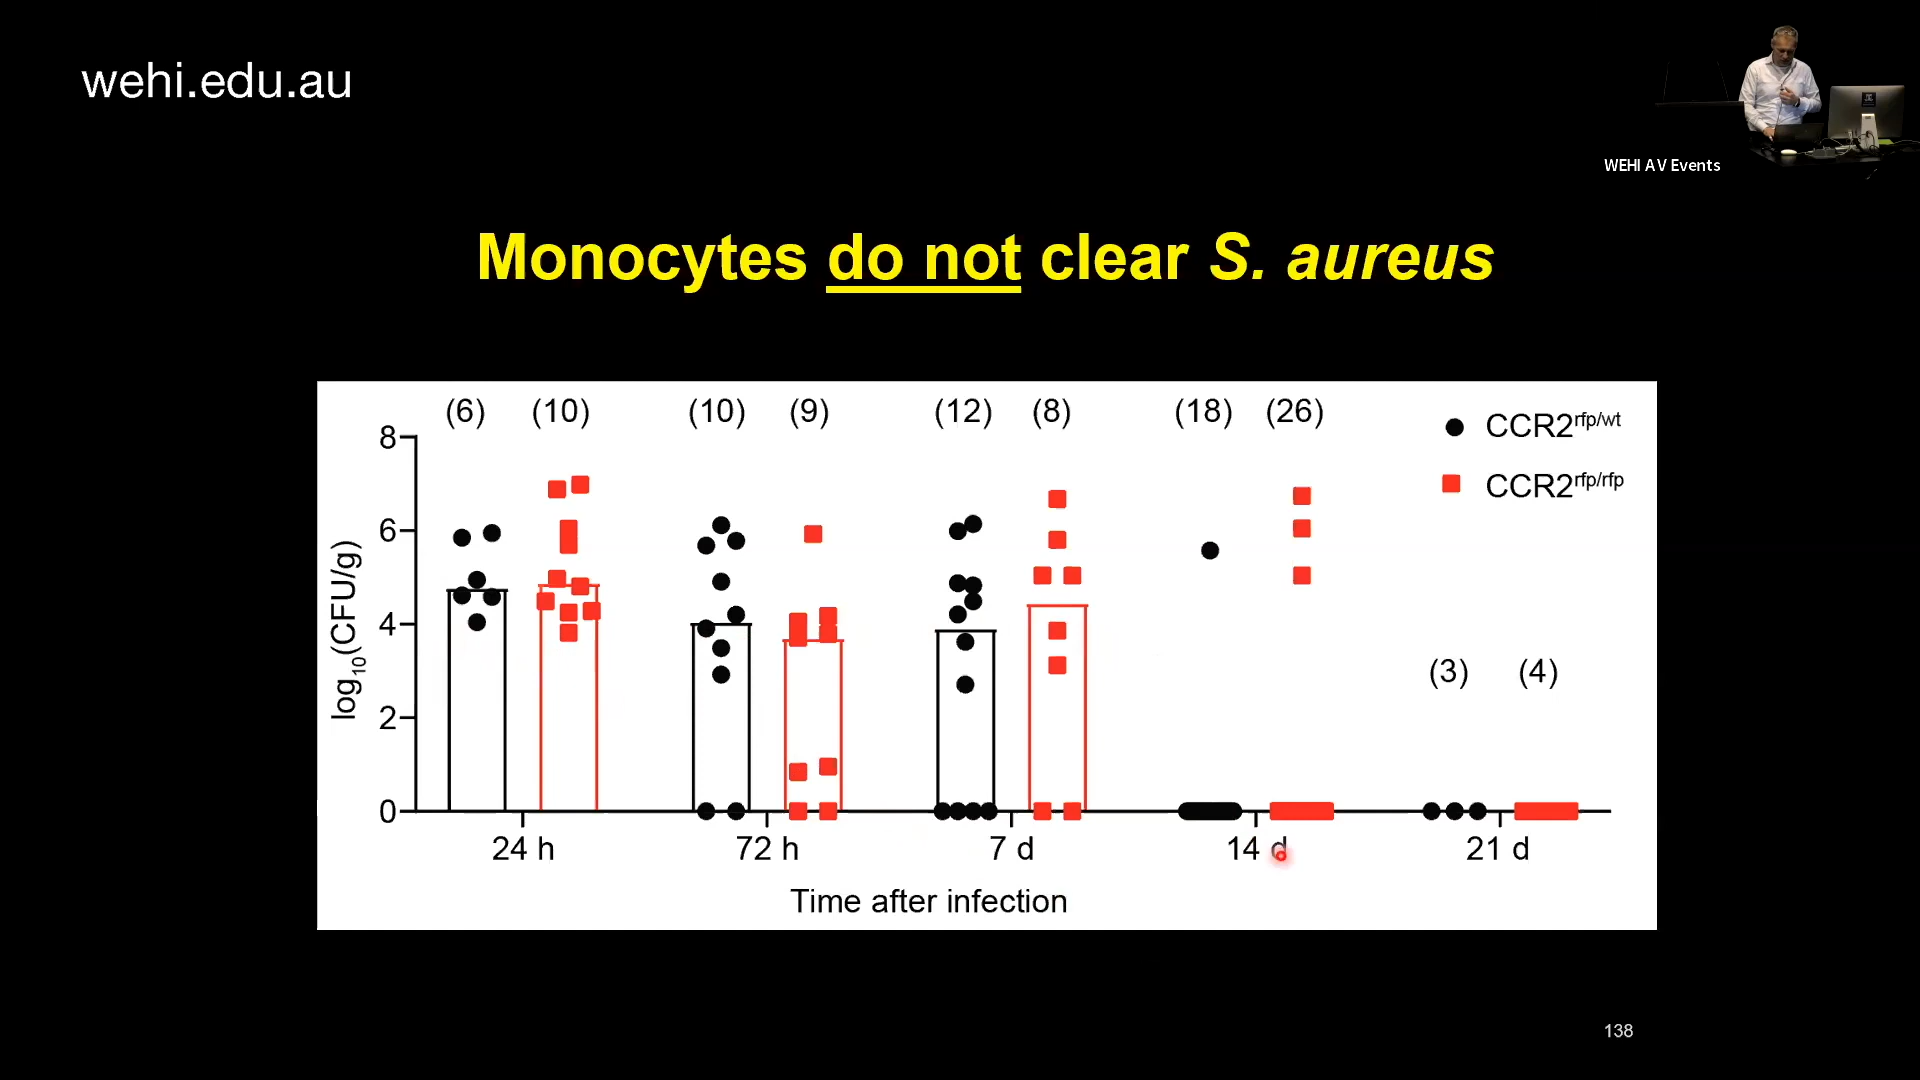 wehi.edu.au
WEHI AV Events
Monocytes do not clear S. aureus
(6) (10) (10) (9) (12) (8) (18) (26)
CCR2rfp/wt
CCR2rfp/rfp
(3) (4)
8
6
4
2
0
log10(CFU/g)
24 h 72 h 7 d 14 d 21 d
Time after infection
138